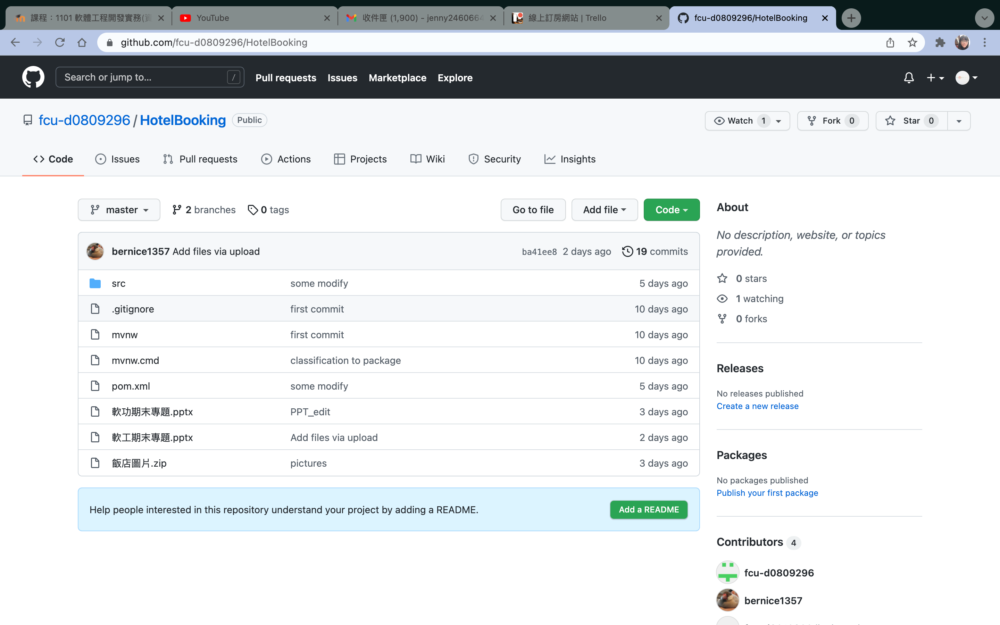 課程：1101 軟體工程開發實務(資
YouTube
收件匣 (1,900) - jenny2460664
線上訂房網站 | Trello
fcu-d0809296/HotelBooking
github.com/fcu-d0809296/HotelBooking
Search or jump to...
/
Pull requests
Issues
Marketplace
Explore
fcu-d0809296 / HotelBooking
Public
Watch 1
Fork 0
Star 0
Code
Issues
Pull requests
Actions
Projects
Wiki
Security
Insights
master
2 branches
0 tags
Go to file
Add file
Code
bernice1357 Add files via upload
ba41ee8 2 days ago
19 commits
src
some modify
5 days ago
.gitignore
first commit
10 days ago
mvnw
first commit
10 days ago
mvnw.cmd
classification to package
10 days ago
pom.xml
some modify
5 days ago
軟功期末專題.pptx
PPT_edit
3 days ago
軟工期末專題.pptx
Add files via upload
2 days ago
飯店圖片.zip
pictures
3 days ago
Help people interested in this repository understand your project by adding a README.
Add a README
About
No description, website, or topics
provided.
0 stars
1 watching
0 forks
Releases
No releases published
Create a new release
Packages
No packages published
Publish your first package
Contributors 4
fcu-d0809296
bernice1357